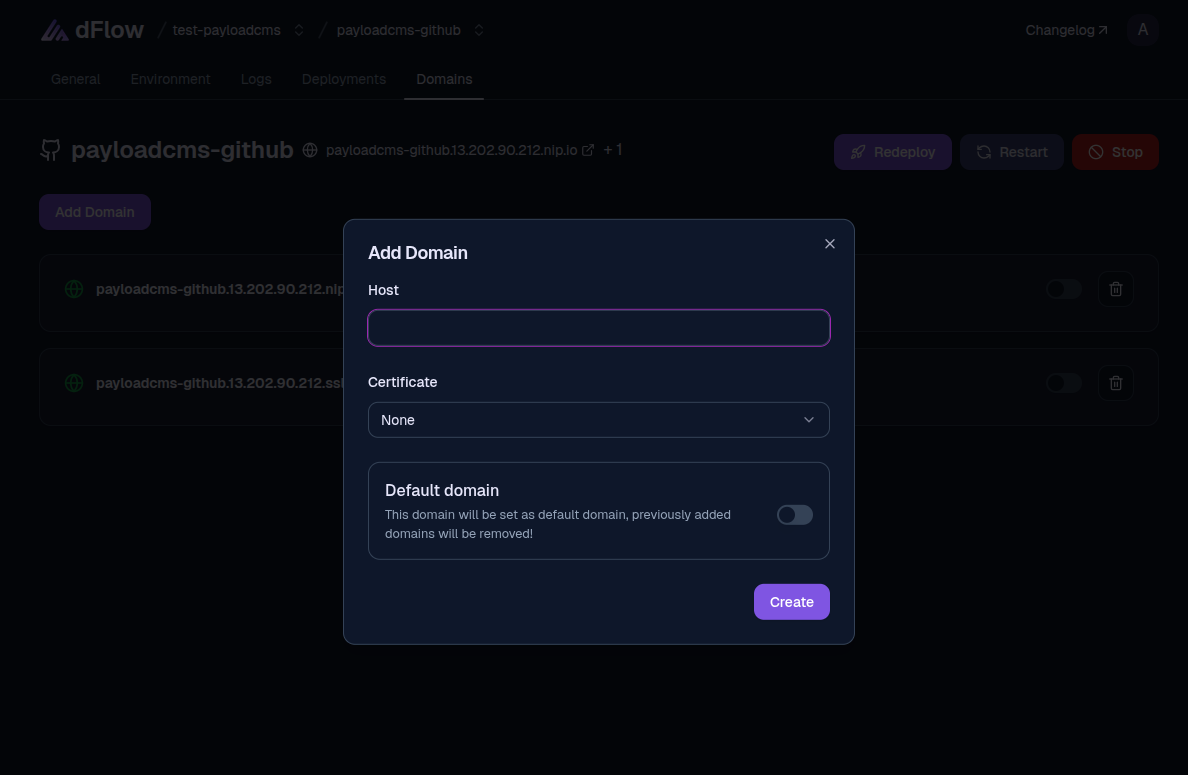 dFlow / test-payloadcms / payloadcms-github Changelog A
General Environment Logs Deployments Domains
payloadcms-github payloadcms-github.13.202.90.212.nip.io + 1 Redeploy Restart Stop
Add Domain
payloadcms-github.13.202.90.212.nip
payloadcms-github.13.202.90.212.ssl
Add Domain
Host
Certificate
None
Default domain
This domain will be set as default domain, previously added
domains will be removed!
Create